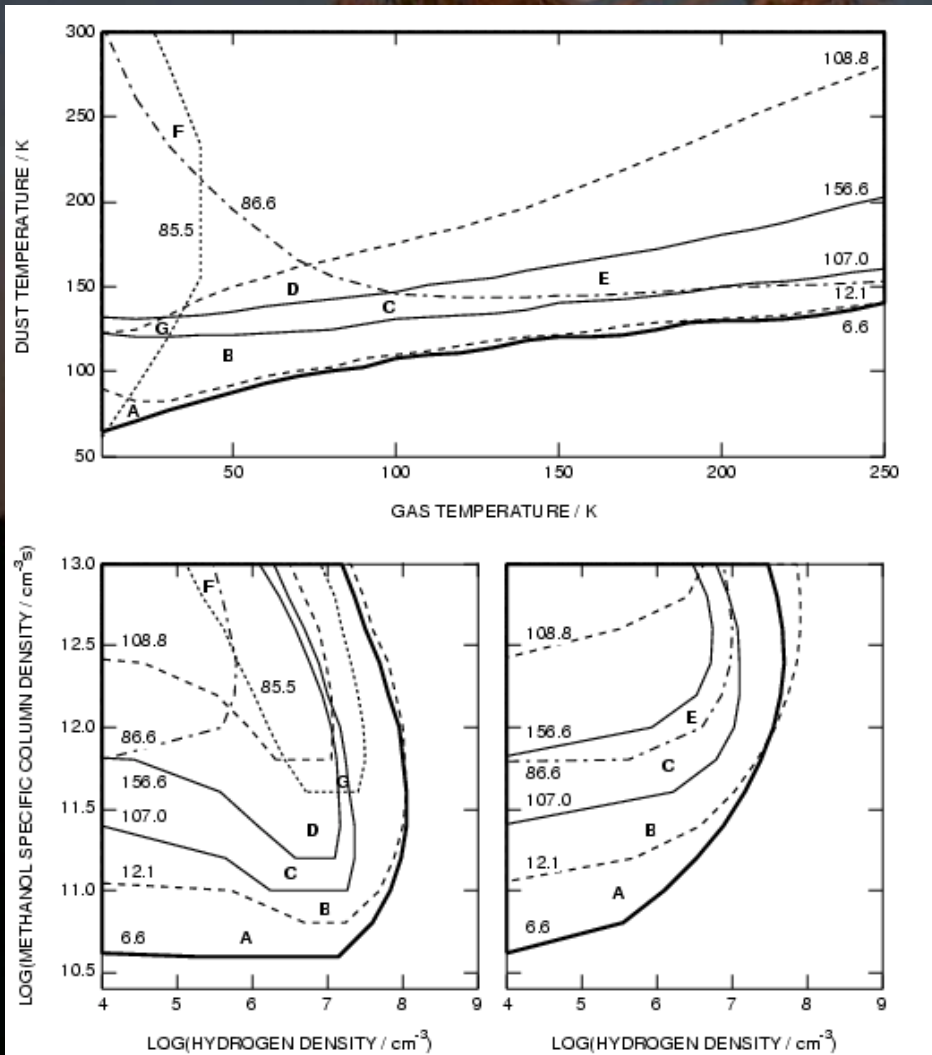 300
250
200
150
100
50
DUST TEMPERATURE / K
108.8
156.6
107.0
12.1
6.6
86.6
85.5
F
D
E
C
G
B
A
50
100
150
200
250
GAS TEMPERATURE / K
LOG(METHANOL SPECIFIC COLUMN DENSITY / cm⁻³s)
13.0
12.5
12.0
11.5
11.0
10.5
F
108.8
85.5
86.6
156.6
G
107.0
D
C
12.1
B
6.6
A
4
5
6
7
8
9
LOG(HYDROGEN DENSITY / cm⁻³)
108.8
156.6
E
86.6
C
107.0
B
12.1
A
6.6
4
5
6
7
8
9
LOG(HYDROGEN DENSITY / cm⁻³)